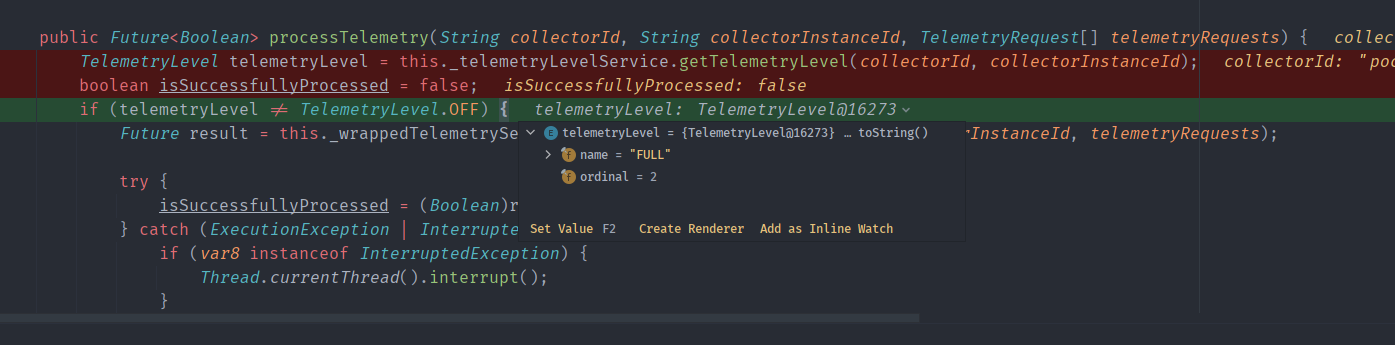 public Future<Boolean> processTelemetry(String collectorId, String collectorInstanceId, TelemetryRequest[] telemetryRequests) {   collec
TelemetryLevel telemetryLevel = this._telemetryLevelService.getTelemetryLevel(collectorId, collectorInstanceId);   collectorId: "poc
boolean isSuccessfullyProcessed = false;   isSuccessfullyProcessed: false
if (telemetryLevel ≠ TelemetryLevel.OFF) {   telemetryLevel: TelemetryLevel@16273
Future result = this._wrappedTelemetrySe   rInstanceId, telemetryRequests);
E telemetryLevel = {TelemetryLevel@16273} … toString()
f name = "FULL"
f ordinal = 2
try {
isSuccessfullyProcessed = (Boolean)r
Set Value F2   Create Renderer   Add as Inline Watch
} catch (ExecutionException | Interrupte
if (var8 instanceof InterruptedException) {
Thread.currentThread().interrupt();
}